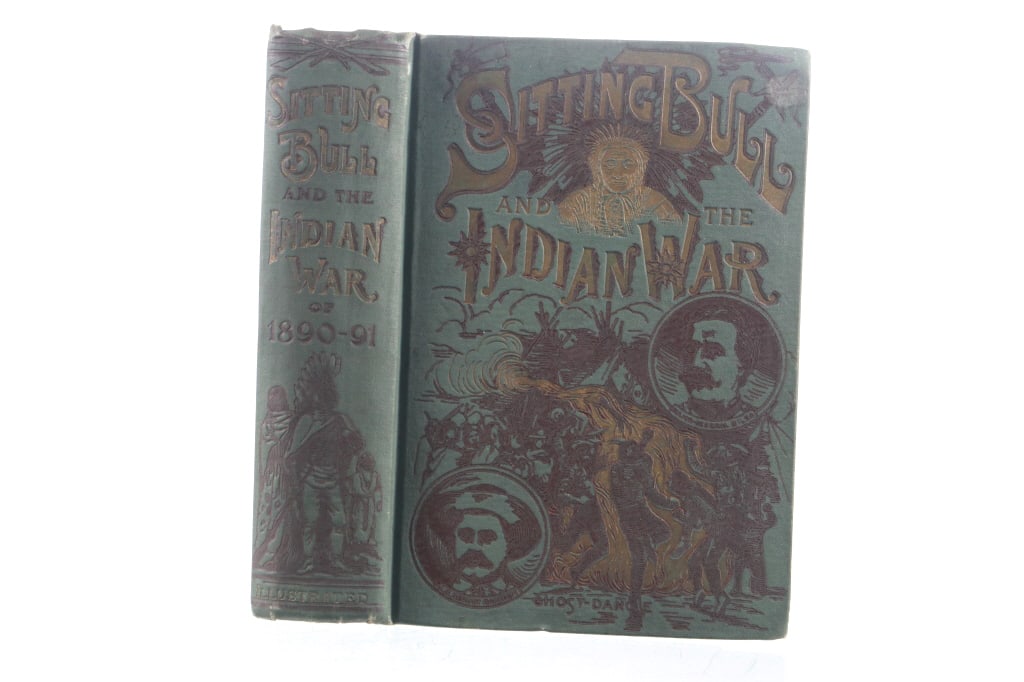 SITTING
BULL
AND THE
INDIAN
WAR
OF
1890-91
ILLUSTRATED
SITTING BULL
AND THE
INDIAN WAR
GHOST-DANCE